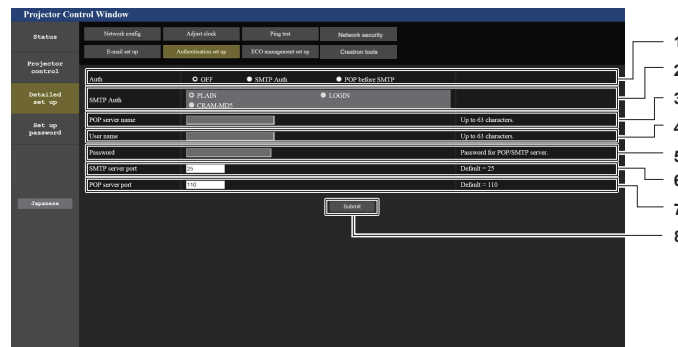 Projector Control Window
Status
Network config
Adjust clock
Ping test
Network security
E-mail set up
Authentication set up
ECO management set up
Crestron tools
Projector control
Detailed set up
Set up password
Japanese
Auth OFF SMTP Auth POP before SMTP
SMTP Auth PLAIN LOGIN
CRAM-MD5
POP server name Up to 63 characters.
User name Up to 63 characters.
Password Password for POP/SMTP server.
SMTP server port 25 Default = 25
POP server port 110 Default = 110
Submit
1
2
3
4
5
6
7
8